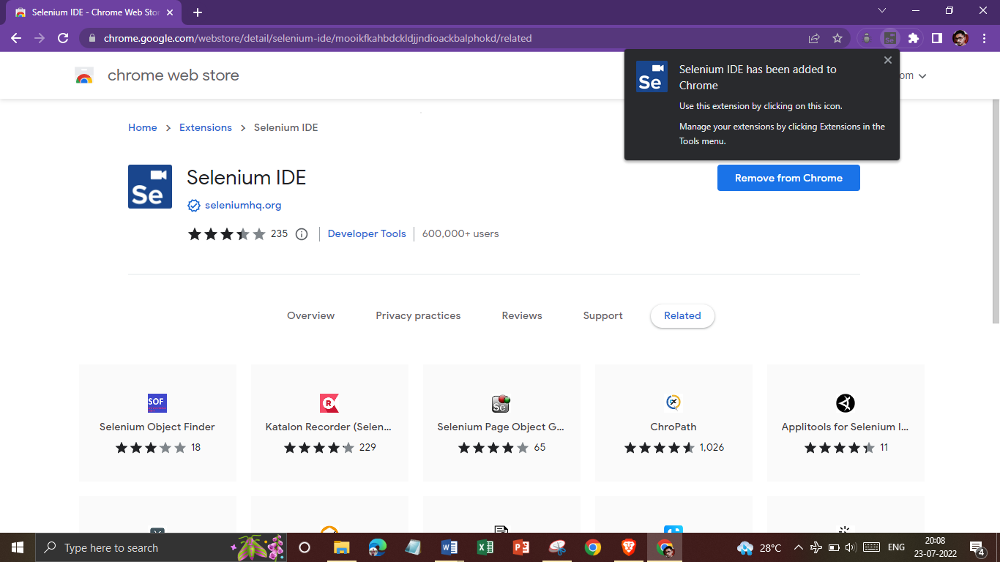 Selenium IDE - Chrome Web Stor
chrome.google.com/webstore/detail/selenium-ide/mooikfkahbdckldjjndioackbalphokd/related
chrome web store
om
Se
Selenium IDE has been added to
Chrome
Use this extension by clicking on this icon.
Manage your extensions by clicking Extensions in the
Tools menu.
Home
Extensions
Selenium IDE
Se
Selenium IDE
seleniumhq.org
235
Developer Tools
600,000+ users
Remove from Chrome
Overview
Privacy practices
Reviews
Support
Related
SOF
Selenium Object Finder
18
R
Katalon Recorder (Selen...
229
Se
Selenium Page Object G...
65
ChroPath
1,026
Applitools for Selenium I...
11
Type here to search
28°C
ENG
20:08
23-07-2022
4